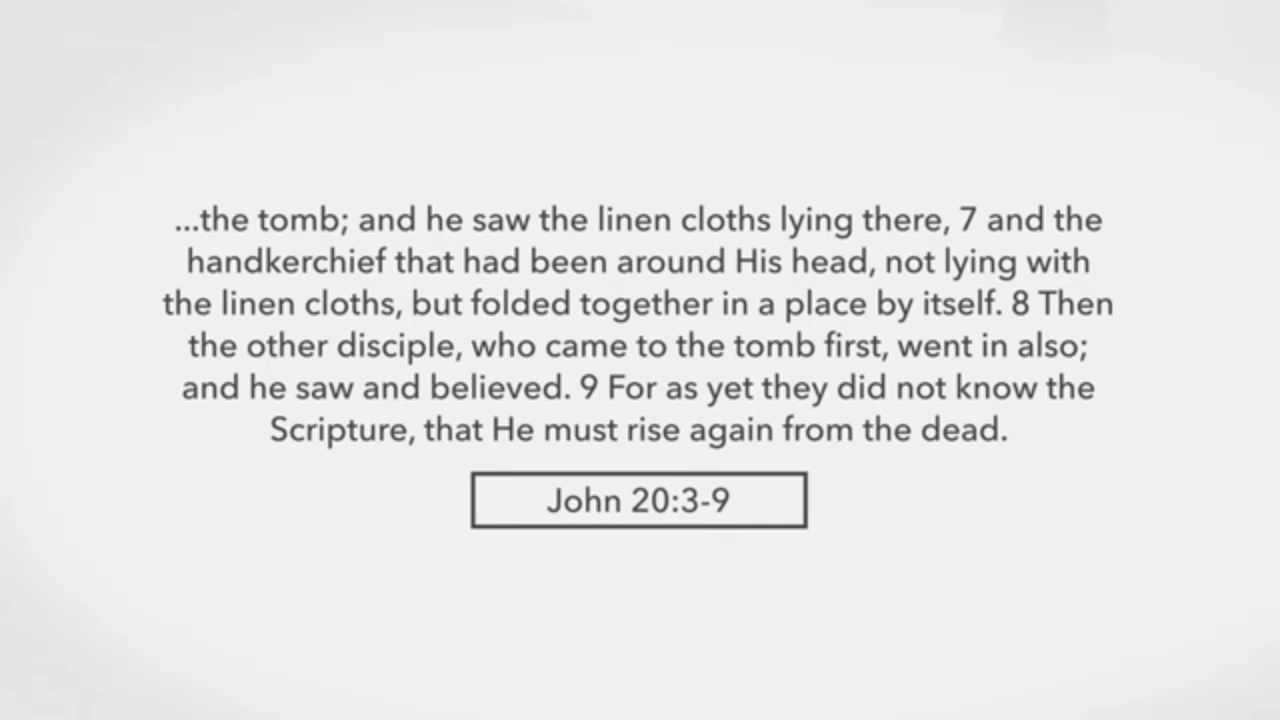 ...the tomb; and he saw the linen cloths lying there, 7 and the
handkerchief that had been around His head, not lying with
the linen cloths, but folded together in a place by itself. 8 Then
the other disciple, who came to the tomb first, went in also;
and he saw and believed. 9 For as yet they did not know the
Scripture, that He must rise again from the dead.
John 20:3-9